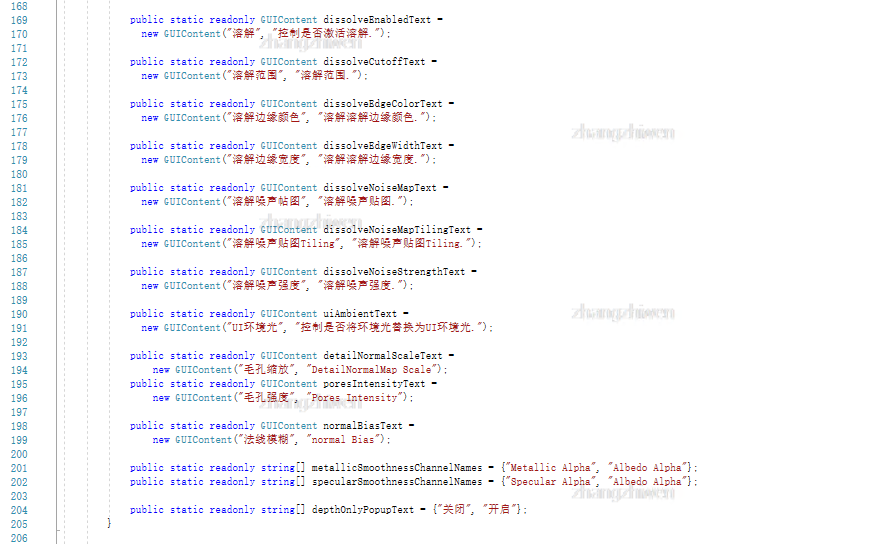 168
169 public static readonly GUIContent dissolveEnabledText =
170 new GUIContent("溶解", "控制是否激活溶解.");
171
172 public static readonly GUIContent dissolveCutoffText =
173 new GUIContent("溶解范围", "溶解范围.");
174
175 public static readonly GUIContent dissolveEdgeColorText =
176 new GUIContent("溶解边缘颜色", "溶解溶解边缘颜色.");
177
178 public static readonly GUIContent dissolveEdgeWidthText =
179 new GUIContent("溶解边缘宽度", "溶解溶解边缘宽度.");
180
181 public static readonly GUIContent dissolveNoiseMapText =
182 new GUIContent("溶解噪声帖图", "溶解噪声贴图.");
183
184 public static readonly GUIContent dissolveNoiseMapTilingText =
185 new GUIContent("溶解噪声贴图Tiling", "溶解噪声贴图Tiling.");
186
187 public static readonly GUIContent dissolveNoiseStrengthText =
188 new GUIContent("溶解噪声强度", "溶解噪声强度.");
189
190 public static readonly GUIContent uiAmbientText =
191 new GUIContent("UI环境光", "控制是否将环境光替换为UI环境光.");
192
193 public static readonly GUIContent detailNormalScaleText =
194 new GUIContent("毛孔缩放", "DetailNormalMap Scale");
195 public static readonly GUIContent poresIntensityText =
196 new GUIContent("毛孔强度", "Pores Intensity");
197
198 public static readonly GUIContent normalBiasText =
199 new GUIContent("法线模糊", "normal Bias");
200
201 public static readonly string[] metallicSmoothnessChannelNames = {"Metallic Alpha", "Albedo Alpha"};
202 public static readonly string[] specularSmoothnessChannelNames = {"Specular Alpha", "Albedo Alpha"};
203
204 public static readonly string[] depthOnlyPopupText = {"关闭", "开启"};
205 }
206
zhangzhiwen
zhangzhiwen
zhangzhiwen
zhangzhiwen
zhangzhiwen
zhangzhiwen